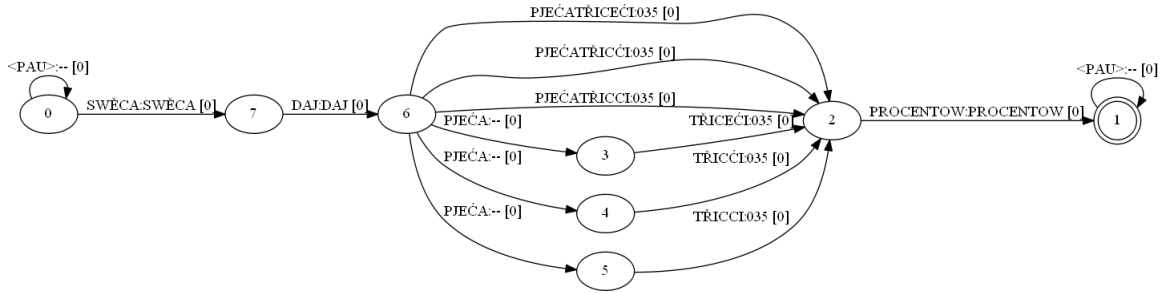 PJEĆATŘICEĆI:035 [0]
PJEĆATŘICĆI:035 [0]
PJEĆATŘICCI:035 [0]
<PAU>:-- [0]
0
SWĚCA:SWĚCA [0]
7
DAJ:DAJ [0]
6
PJEĆA:-- [0]
3
TŘICEĆI:035 [0]
PJEĆA:-- [0]
4
TŘICĆI:035 [0]
PJEĆA:-- [0]
5
TŘICCI:035 [0]
2
PROCENTOW:PROCENTOW [0]
<PAU>:-- [0]
1